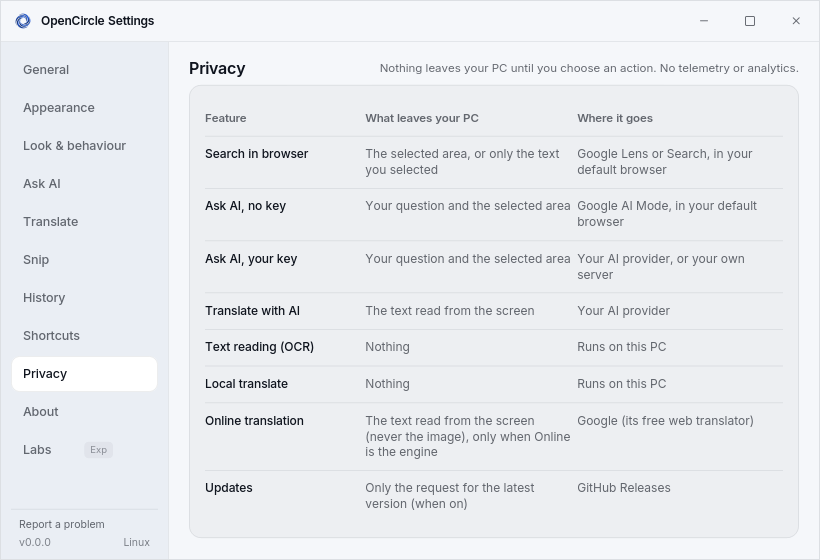 OpenCircle Settings
General
Appearance
Look & behaviour
Ask AI
Translate
Snip
History
Shortcuts
Privacy
About
Labs Exp
Report a problem
v0.0.0 Linux
Privacy Nothing leaves your PC until you choose an action. No telemetry or analytics.
Feature What leaves your PC Where it goes
Search in browser The selected area, or only the text Google Lens or Search, in your
you selected default browser
Ask AI, no key Your question and the selected area Google AI Mode, in your default
browser
Ask AI, your key Your question and the selected area Your AI provider, or your own
server
Translate with AI The text read from the screen Your AI provider
Text reading (OCR) Nothing Runs on this PC
Local translate Nothing Runs on this PC
Online translation The text read from the screen Google (its free web translator)
(never the image), only when Online
is the engine
Updates Only the request for the latest GitHub Releases
version (when on)